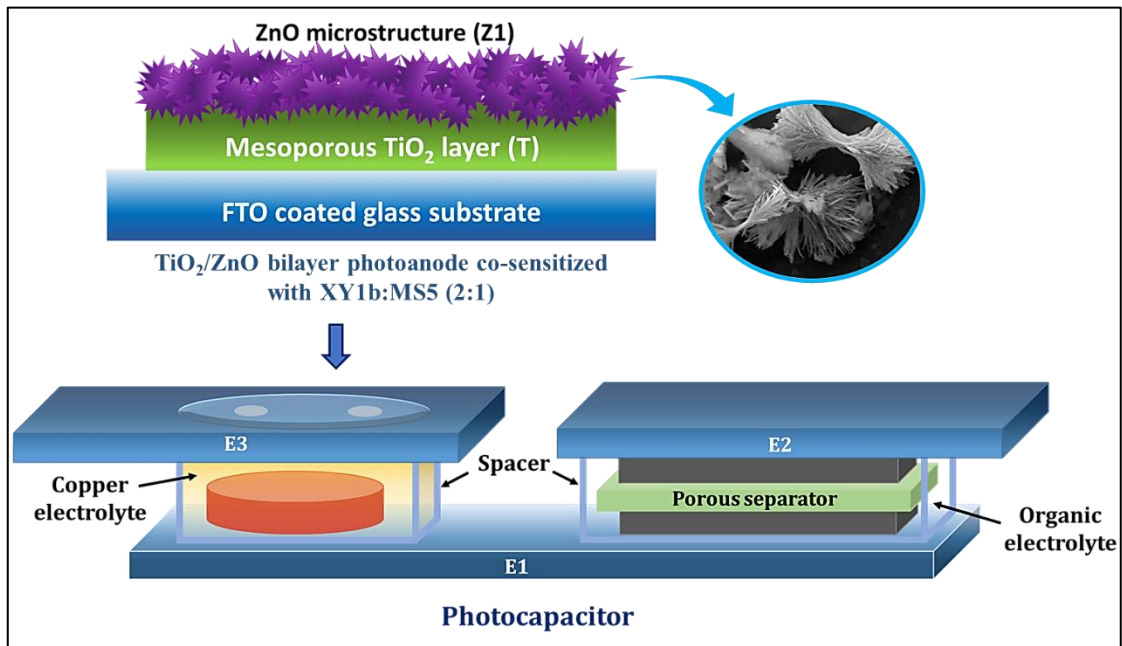 ZnO microstructure (Z1)
Mesoporous TiO₂ layer (T)
FTO coated glass substrate
TiO₂/ZnO bilayer photoanode co-sensitized
with XY1b:MS5 (2:1)
E3
E2
Copper
electrolyte
Spacer
Porous separator
Organic
electrolyte
E1
Photocapacitor